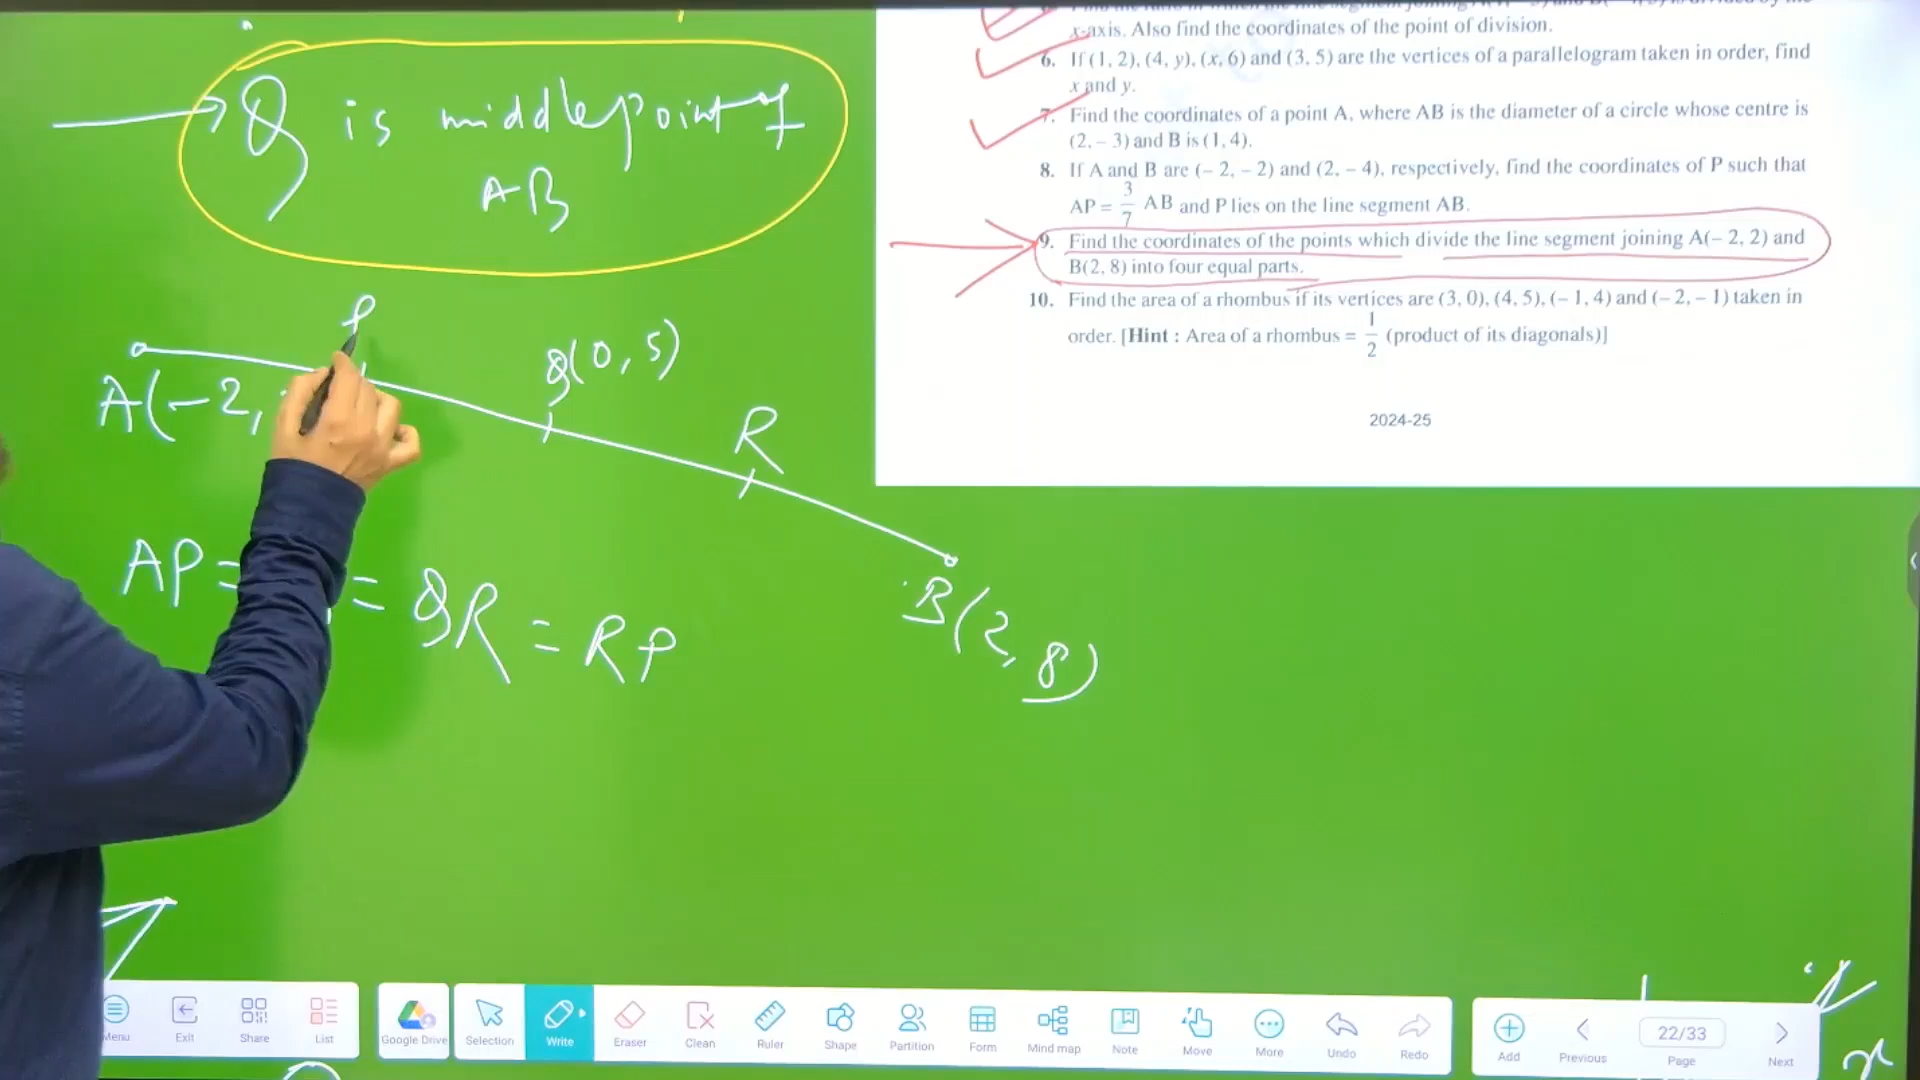 Q is middle point of
AB
P
Q(0, 5)
A(-2,
R
B(2, 8)
AP =
= QR = RP
x-axis. Also find the coordinates of the point of division.
6. If (1, 2), (4, y), (x, 6) and (3, 5) are the vertices of a parallelogram taken in order, find
x and y.
7. Find the coordinates of a point A, where AB is the diameter of a circle whose centre is
(2, – 3) and B is (1, 4).
8. If A and B are (– 2, – 2) and (2, – 4), respectively, find the coordinates of P such that
AP = 3/7 AB and P lies on the line segment AB.
9. Find the coordinates of the points which divide the line segment joining A(– 2, 2) and
B(2, 8) into four equal parts.
10. Find the area of a rhombus if its vertices are (3, 0), (4, 5), (– 1, 4) and (– 2, – 1) taken in
order. [Hint : Area of a rhombus = 1/2 (product of its diagonals)]
2024-25
Menu Exit Share List Google Drive Selection Write Eraser Clean Ruler Shape Partition Form Mind map Note Move More Undo Redo Add Previous 22/33 Page Next
x